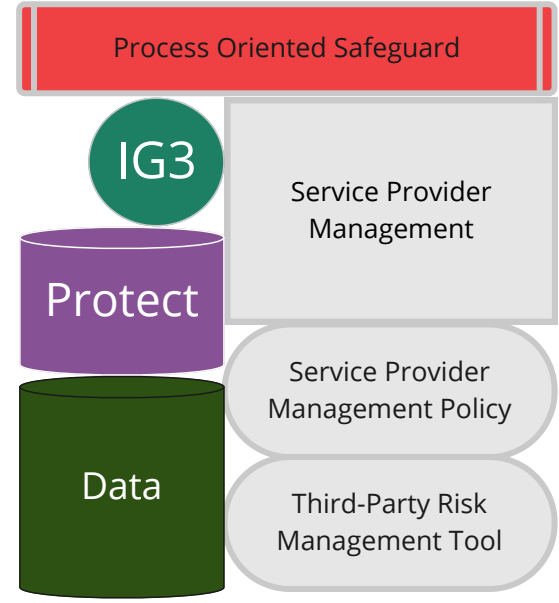 Process Oriented Safeguard
IG3
Service Provider
Management
Protect
Service Provider
Management Policy
Data
Third-Party Risk
Management Tool